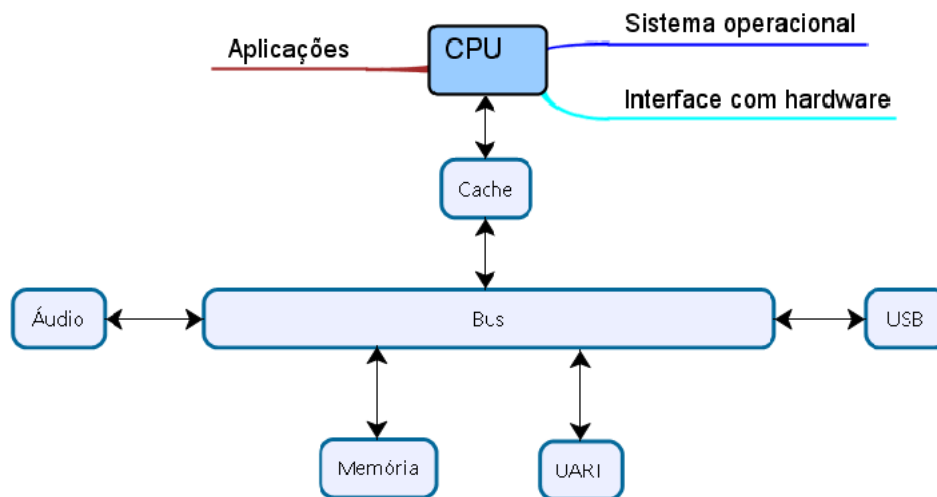 Sistema operacional
Aplicações
CPU
Interface com hardware
Cache
Áudio
Bus
USB
Memória
UART